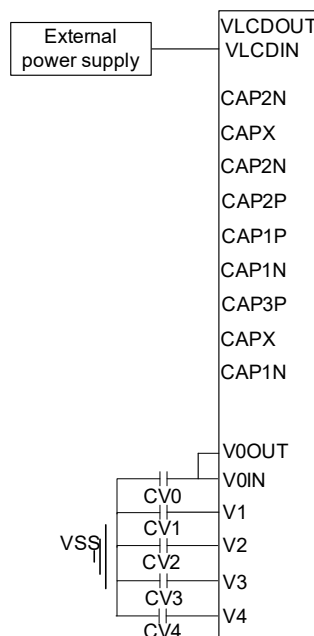 External
power supply
VLCDOUT
VLCDIN
CAP2N
CAPX
CAP2N
CAP2P
CAP1P
CAP1N
CAP3P
CAPX
CAP1N
V0OUT
V0IN
CV0
V1
CV1
VSS
V2
CV2
V3
CV3
V4
CV4